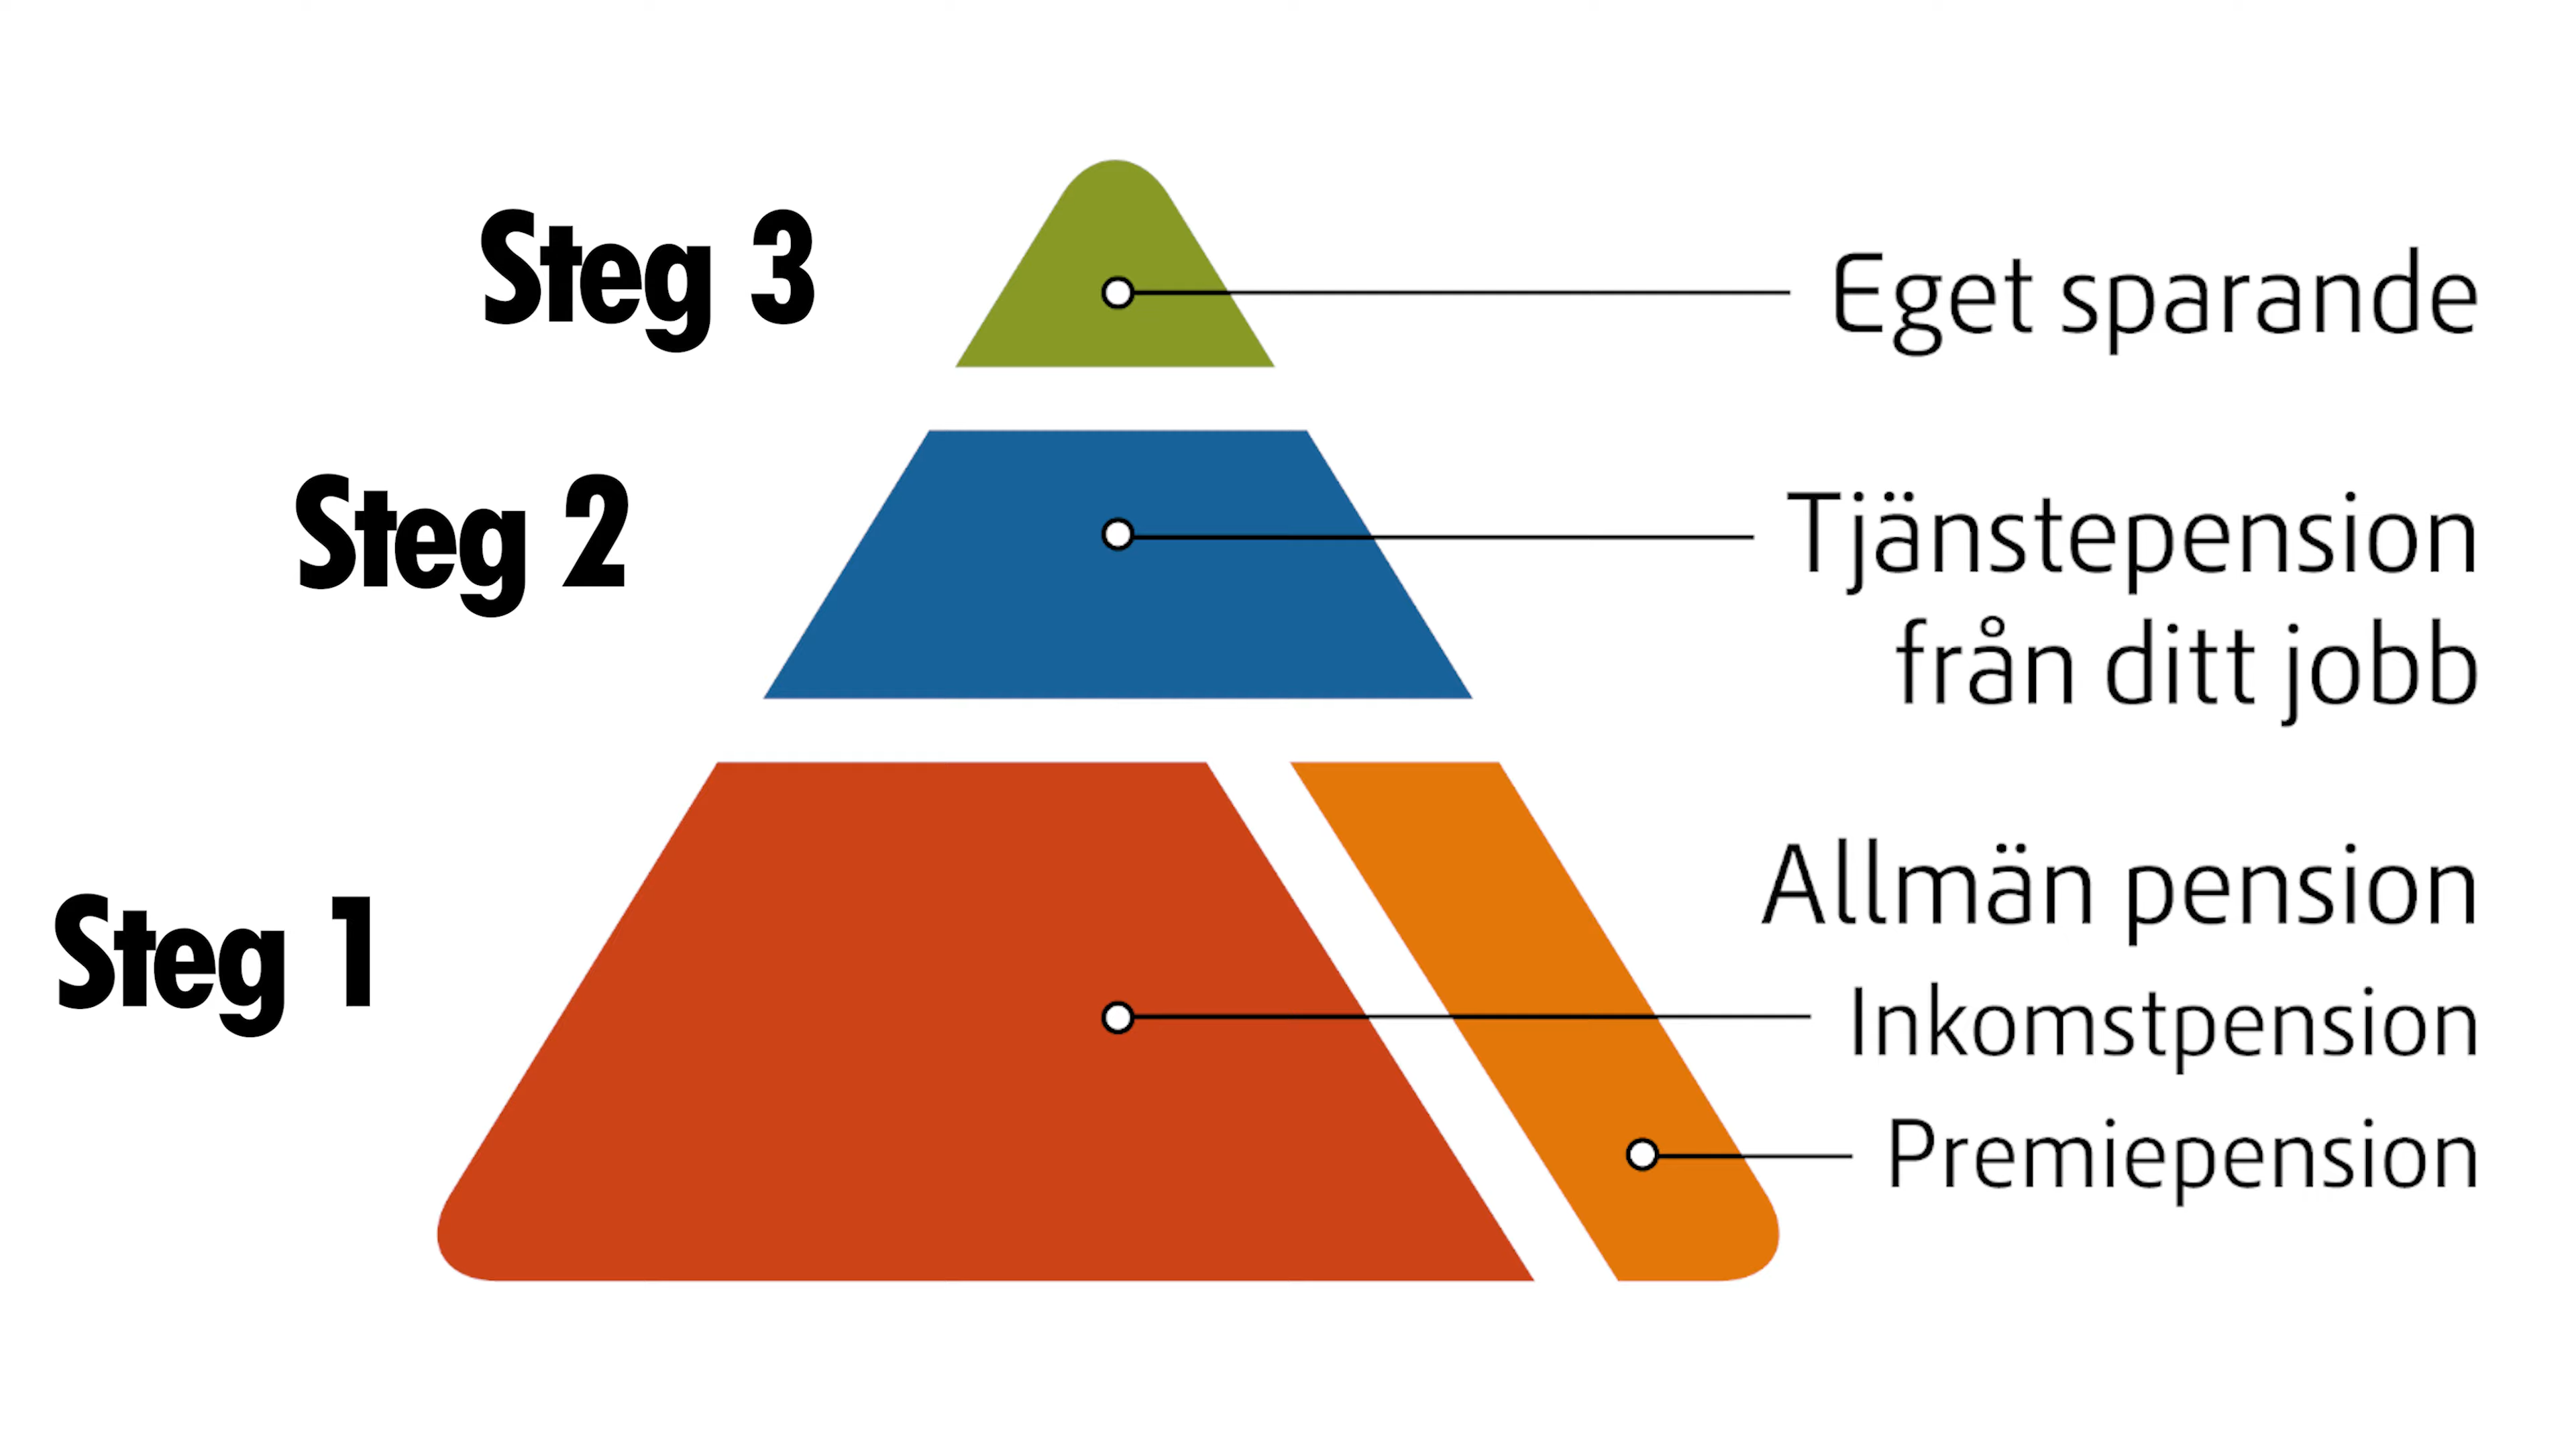 Steg 3
Eget sparande
Steg 2
Tjänstepension
från ditt jobb
Steg 1
Allmän pension
Inkomstpension
Premiepension